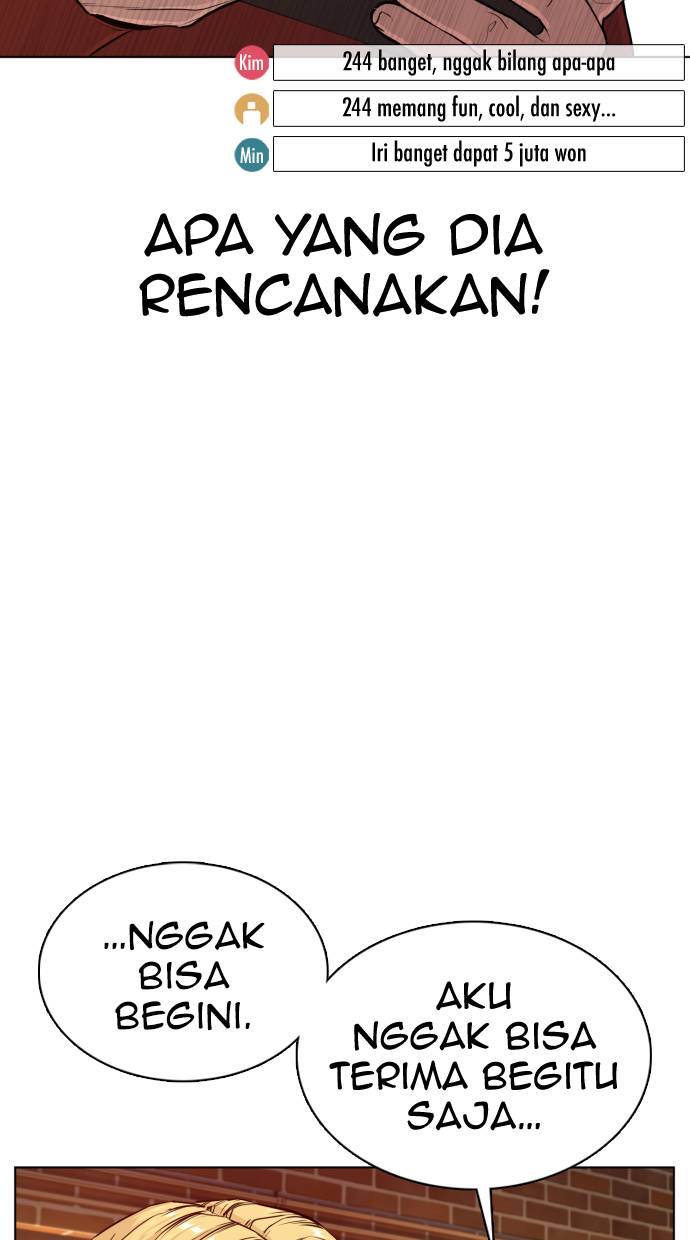 Kim
244 banget, nggak bilang apa-apa
244 memang fun, cool, dan sexy...
Min
Iri banget dapat 5 juta won
APA YANG DIA
RENCANAKAN!
...NGGAK
BISA
BEGINI.
AKU
NGGAK BISA
TERIMA BEGITU
SAJA...